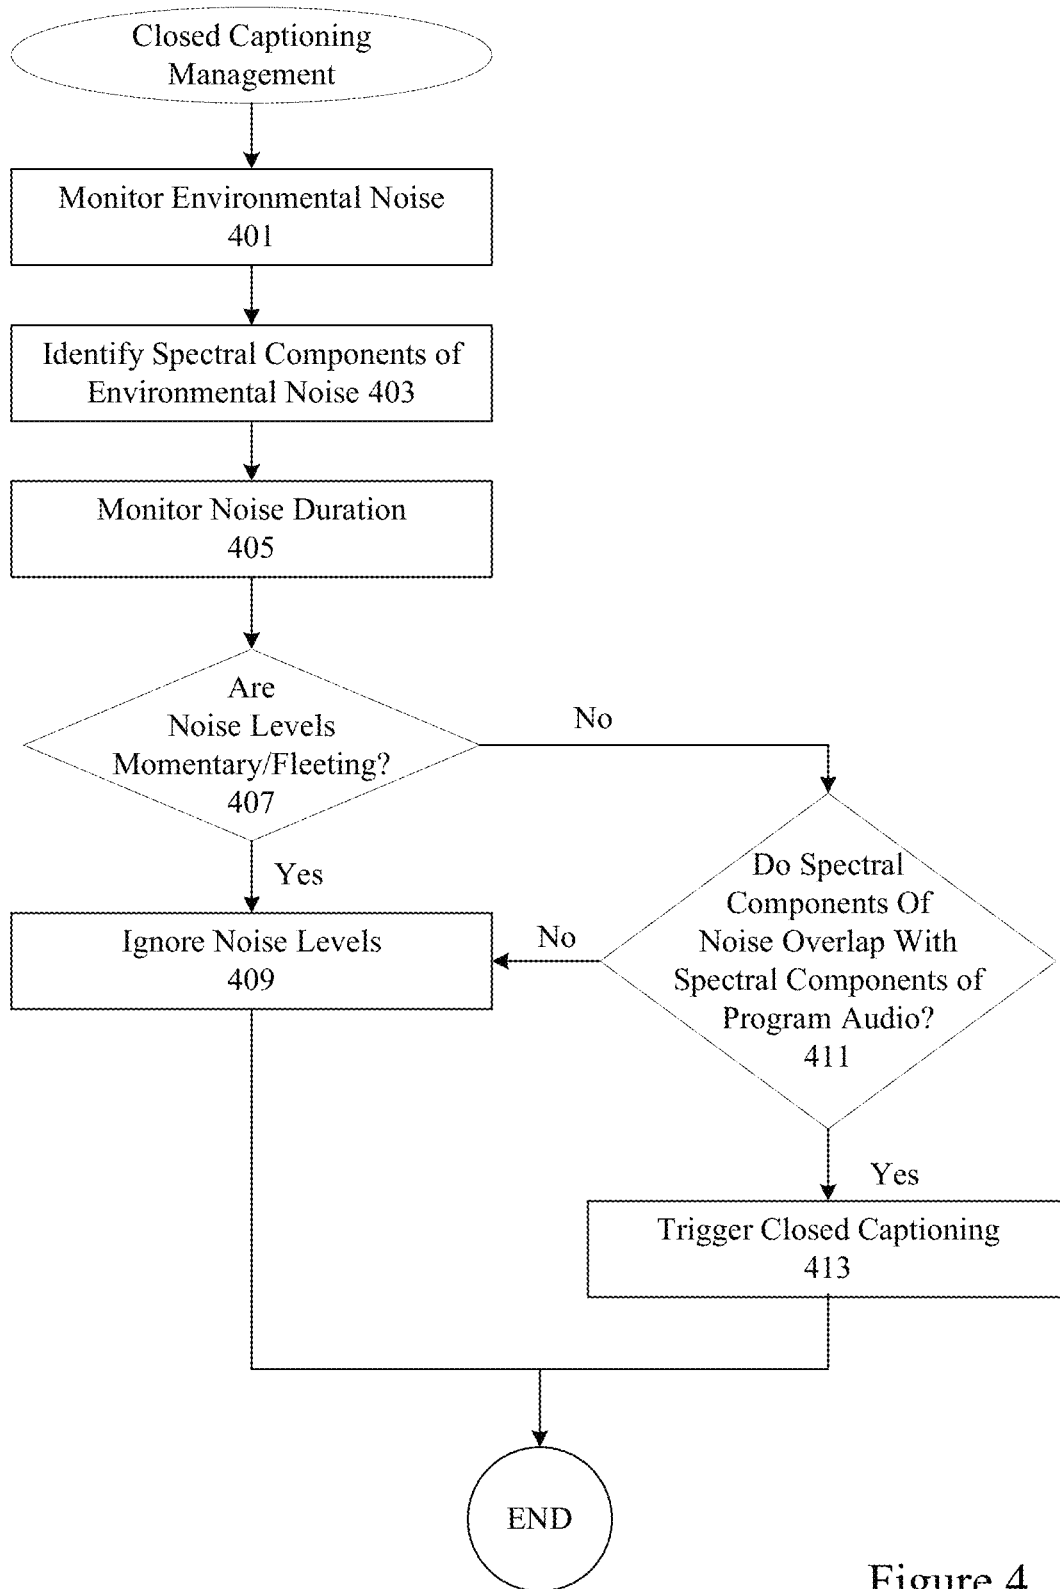 Closed Captioning
Management
Monitor Environmental Noise
401
Identify Spectral Components of
Environmental Noise 403
Monitor Noise Duration
405
Are
Noise Levels
Momentary/Fleeting?
407
No
Yes
Do Spectral
Components Of
Noise Overlap With
Spectral Components of
Program Audio?
411
No
Ignore Noise Levels
409
Yes
Trigger Closed Captioning
413
END
Figure 4